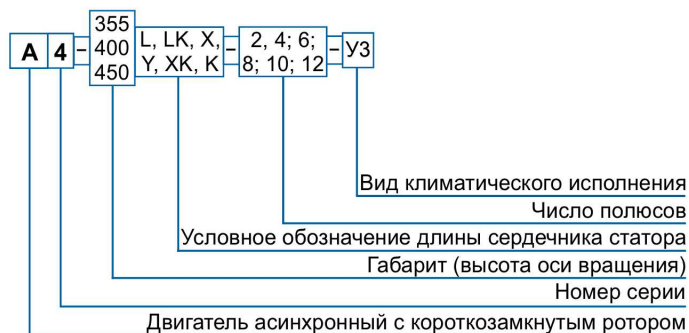 А 4 – 355 L, LK, X, – 2, 4; 6; – У3
400 Y, XK, K 8; 10; 12
450
Вид климатического исполнения
Число полюсов
Условное обозначение длины сердечника статора
Габарит (высота оси вращения)
Номер серии
Двигатель асинхронный с короткозамкнутым ротором